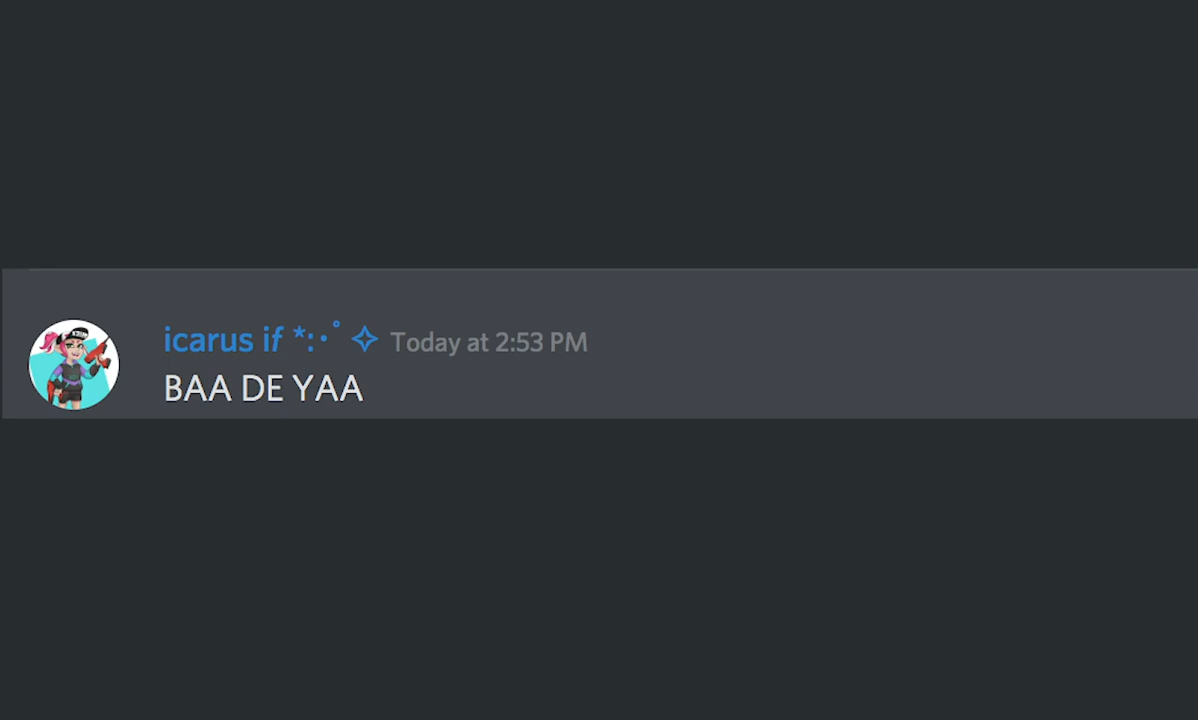 icarus if *:･ﾟ✧ Today at 2:53 PM
BAA DE YAA